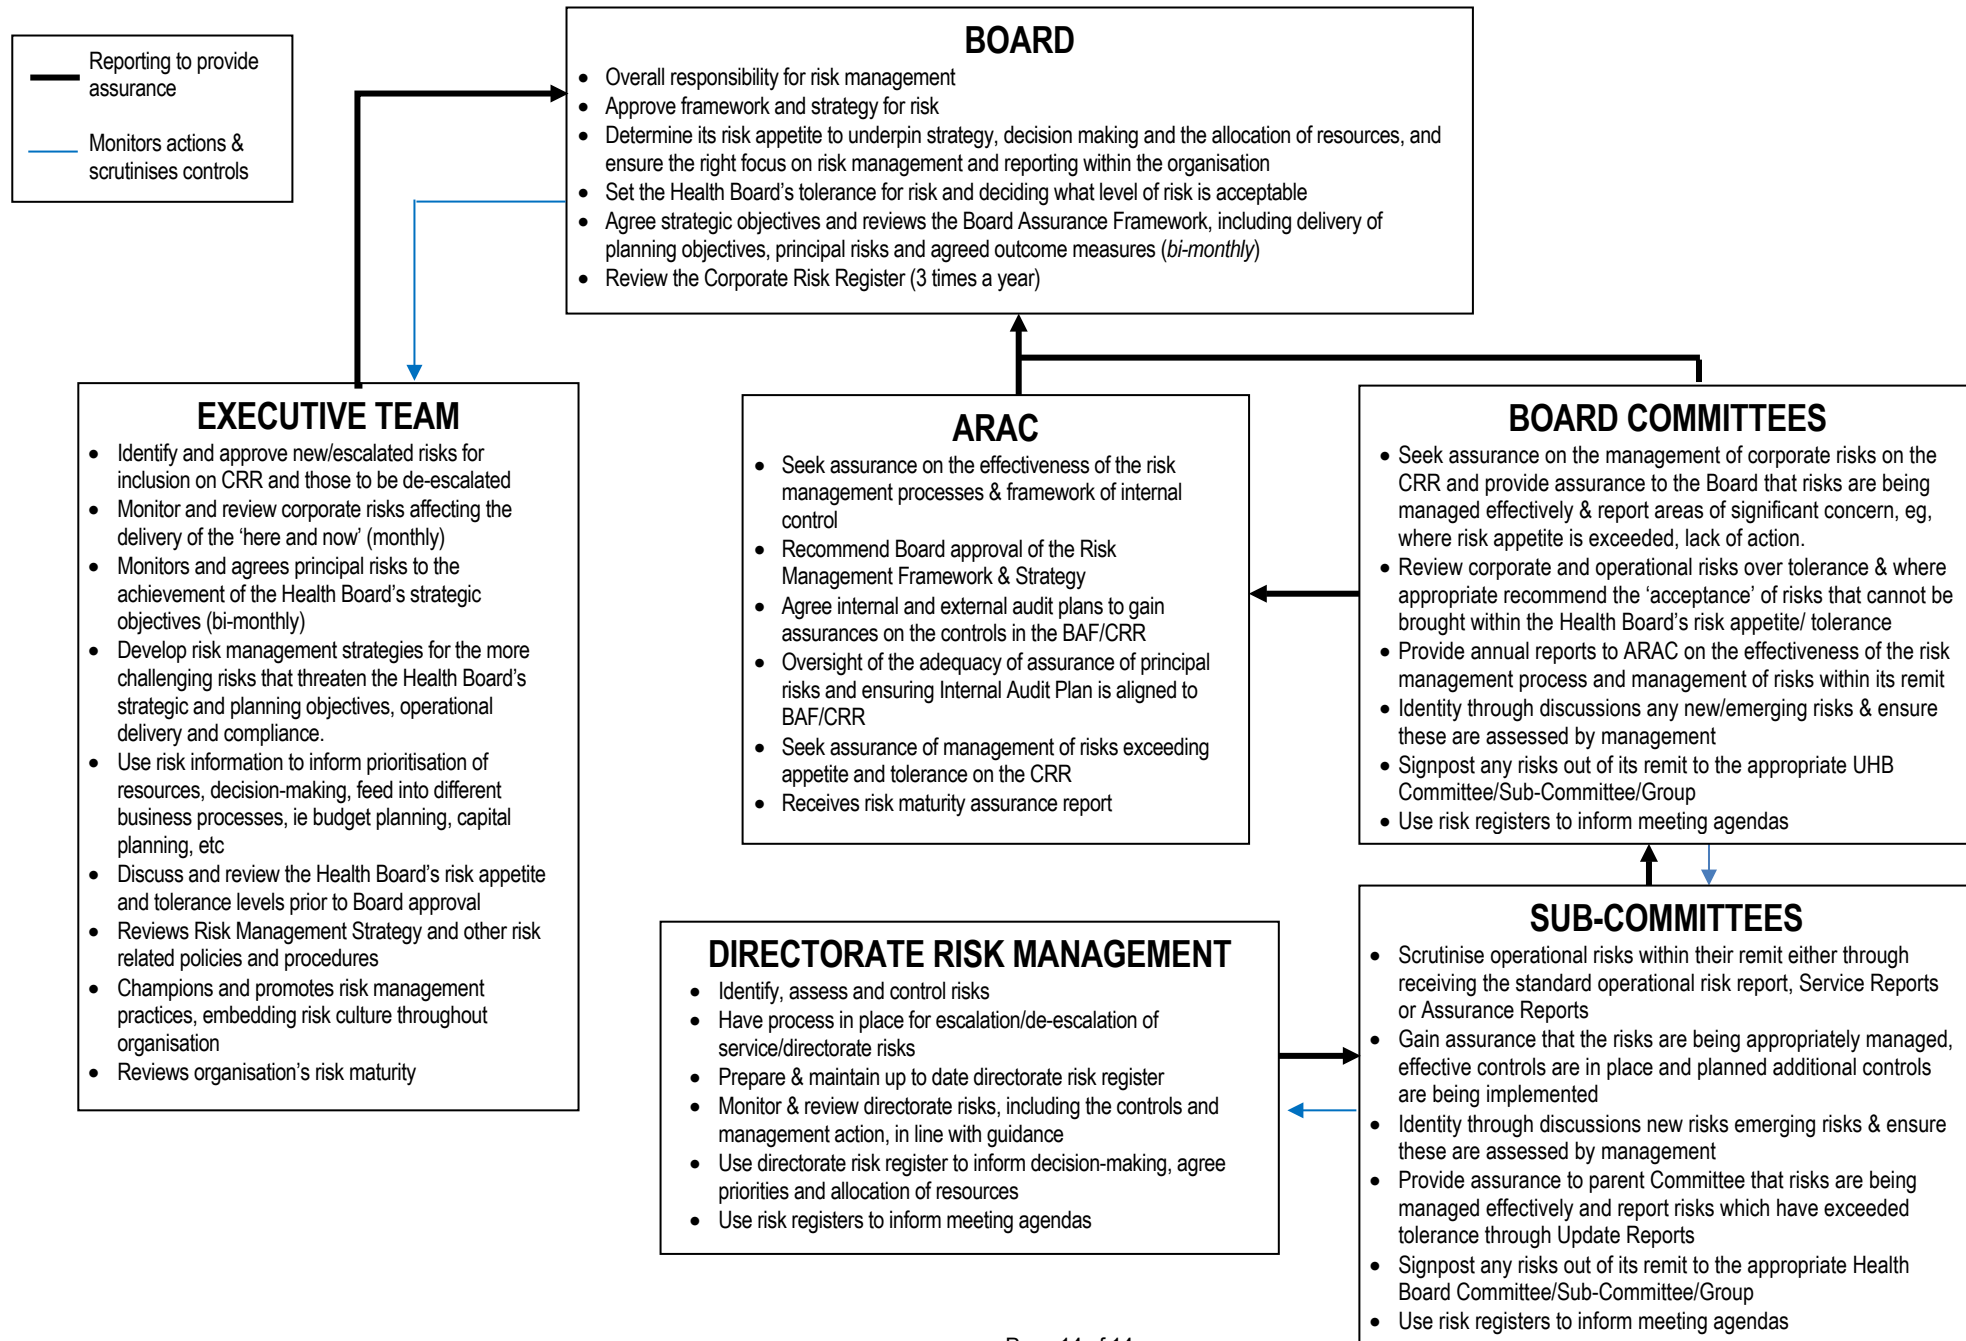 Reporting to provide
assurance
Monitors actions &
scrutinises controls
BOARD
• Overall responsibility for risk management
• Approve framework and strategy for risk
• Determine its risk appetite to underpin strategy, decision making and the allocation of resources, and
ensure the right focus on risk management and reporting within the organisation
• Set the Health Board's tolerance for risk and deciding what level of risk is acceptable
• Agree strategic objectives and reviews the Board Assurance Framework, including delivery of
planning objectives, principal risks and agreed outcome measures (bi-monthly)
• Review the Corporate Risk Register (3 times a year)
EXECUTIVE TEAM
• Identify and approve new/escalated risks for
inclusion on CRR and those to be de-escalated
• Monitor and review corporate risks affecting the
delivery of the 'here and now' (monthly)
• Monitors and agrees principal risks to the
achievement of the Health Board's strategic
objectives (bi-monthly)
• Develop risk management strategies for the more
challenging risks that threaten the Health Board's
strategic and planning objectives, operational
delivery and compliance.
• Use risk information to inform prioritisation of
resources, decision-making, feed into different
business processes, ie budget planning, capital
planning, etc
• Discuss and review the Health Board's risk appetite
and tolerance levels prior to Board approval
• Reviews Risk Management Strategy and other risk
related policies and procedures
• Champions and promotes risk management
practices, embedding risk culture throughout
organisation
• Reviews organisation's risk maturity
ARAC
• Seek assurance on the effectiveness of the risk
management processes & framework of internal
control
• Recommend Board approval of the Risk
Management Framework & Strategy
• Agree internal and external audit plans to gain
assurances on the controls in the BAF/CRR
• Oversight of the adequacy of assurance of principal
risks and ensuring Internal Audit Plan is aligned to
BAF/CRR
• Seek assurance of management of risks exceeding
appetite and tolerance on the CRR
• Receives risk maturity assurance report
BOARD COMMITTEES
• Seek assurance on the management of corporate risks on the
CRR and provide assurance to the Board that risks are being
managed effectively & report areas of significant concern, eg,
where risk appetite is exceeded, lack of action.
• Review corporate and operational risks over tolerance & where
appropriate recommend the 'acceptance' of risks that cannot be
brought within the Health Board's risk appetite/ tolerance
• Provide annual reports to ARAC on the effectiveness of the risk
management process and management of risks within its remit
• Identity through discussions any new/emerging risks & ensure
these are assessed by management
• Signpost any risks out of its remit to the appropriate UHB
Committee/Sub-Committee/Group
• Use risk registers to inform meeting agendas
DIRECTORATE RISK MANAGEMENT
• Identify, assess and control risks
• Have process in place for escalation/de-escalation of
service/directorate risks
• Prepare & maintain up to date directorate risk register
• Monitor & review directorate risks, including the controls and
management action, in line with guidance
• Use directorate risk register to inform decision-making, agree
priorities and allocation of resources
• Use risk registers to inform meeting agendas
SUB-COMMITTEES
• Scrutinise operational risks within their remit either through
receiving the standard operational risk report, Service Reports
or Assurance Reports
• Gain assurance that the risks are being appropriately managed,
effective controls are in place and planned additional controls
are being implemented
• Identity through discussions new risks emerging risks & ensure
these are assessed by management
• Provide assurance to parent Committee that risks are being
managed effectively and report risks which have exceeded
tolerance through Update Reports
• Signpost any risks out of its remit to the appropriate Health
Board Committee/Sub-Committee/Group
• Use risk registers to inform meeting agendas